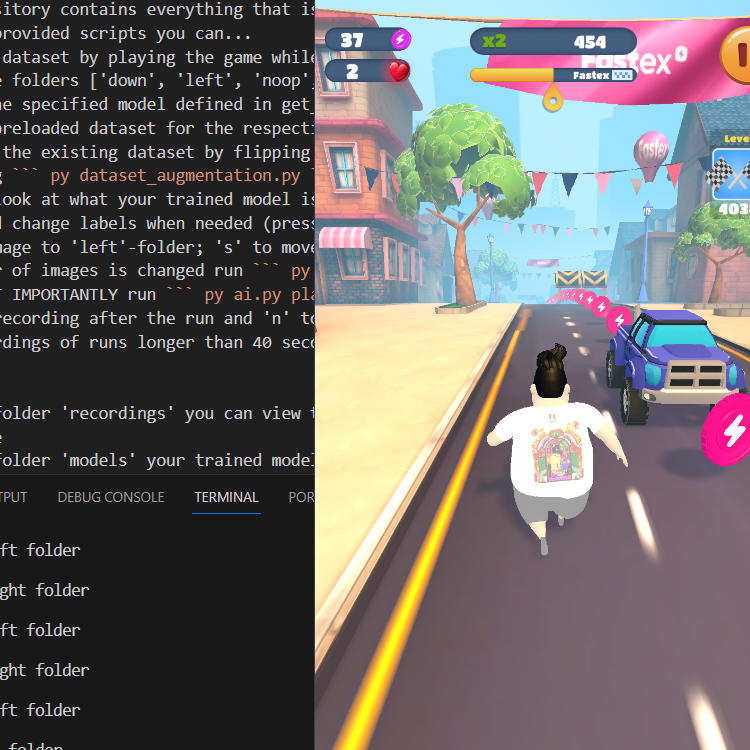 sitory contains everything that is
provided scripts you can...
dataset by playing the game while
e folders ['down', 'left', 'noop'
he specified model defined in get_
preloaded dataset for the respecti
the existing dataset by flipping
g ``` py dataset_augmentation.py `
look at what your trained model is
d change labels when needed (press
mage to 'left'-folder; 's' to move
r of images is changed run ``` py
T IMPORTANTLY run ``` py ai.py pla
recording after the run and 'n' to
rdings of runs longer than 40 seco
folder 'recordings' you can view t
e
folder 'models' your trained model
TPUT DEBUG CONSOLE TERMINAL POR
ft folder
ght folder
ft folder
ght folder
ft folder
folder
37
2
x2 454
Fastex
Fastex
Fastex
Leve
403